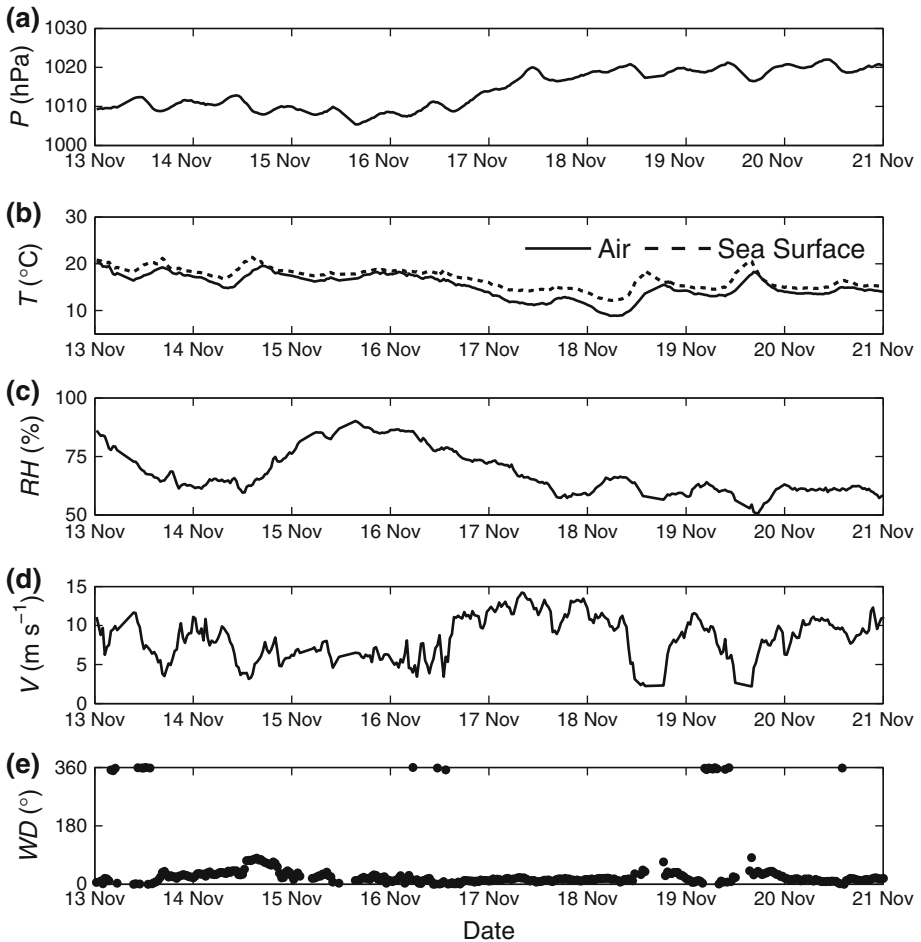 (a)
1030
1020
1010
1000
P (hPa)
13 Nov 14 Nov 15 Nov 16 Nov 17 Nov 18 Nov 19 Nov 20 Nov 21 Nov
(b)
30
20
10
T (°C)
Air Sea Surface
13 Nov 14 Nov 15 Nov 16 Nov 17 Nov 18 Nov 19 Nov 20 Nov 21 Nov
(c)
100
75
50
RH (%)
13 Nov 14 Nov 15 Nov 16 Nov 17 Nov 18 Nov 19 Nov 20 Nov 21 Nov
(d)
15
10
5
0
V (m s⁻¹)
13 Nov 14 Nov 15 Nov 16 Nov 17 Nov 18 Nov 19 Nov 20 Nov 21 Nov
(e)
360
180
0
WD (°)
13 Nov 14 Nov 15 Nov 16 Nov 17 Nov 18 Nov 19 Nov 20 Nov 21 Nov
Date